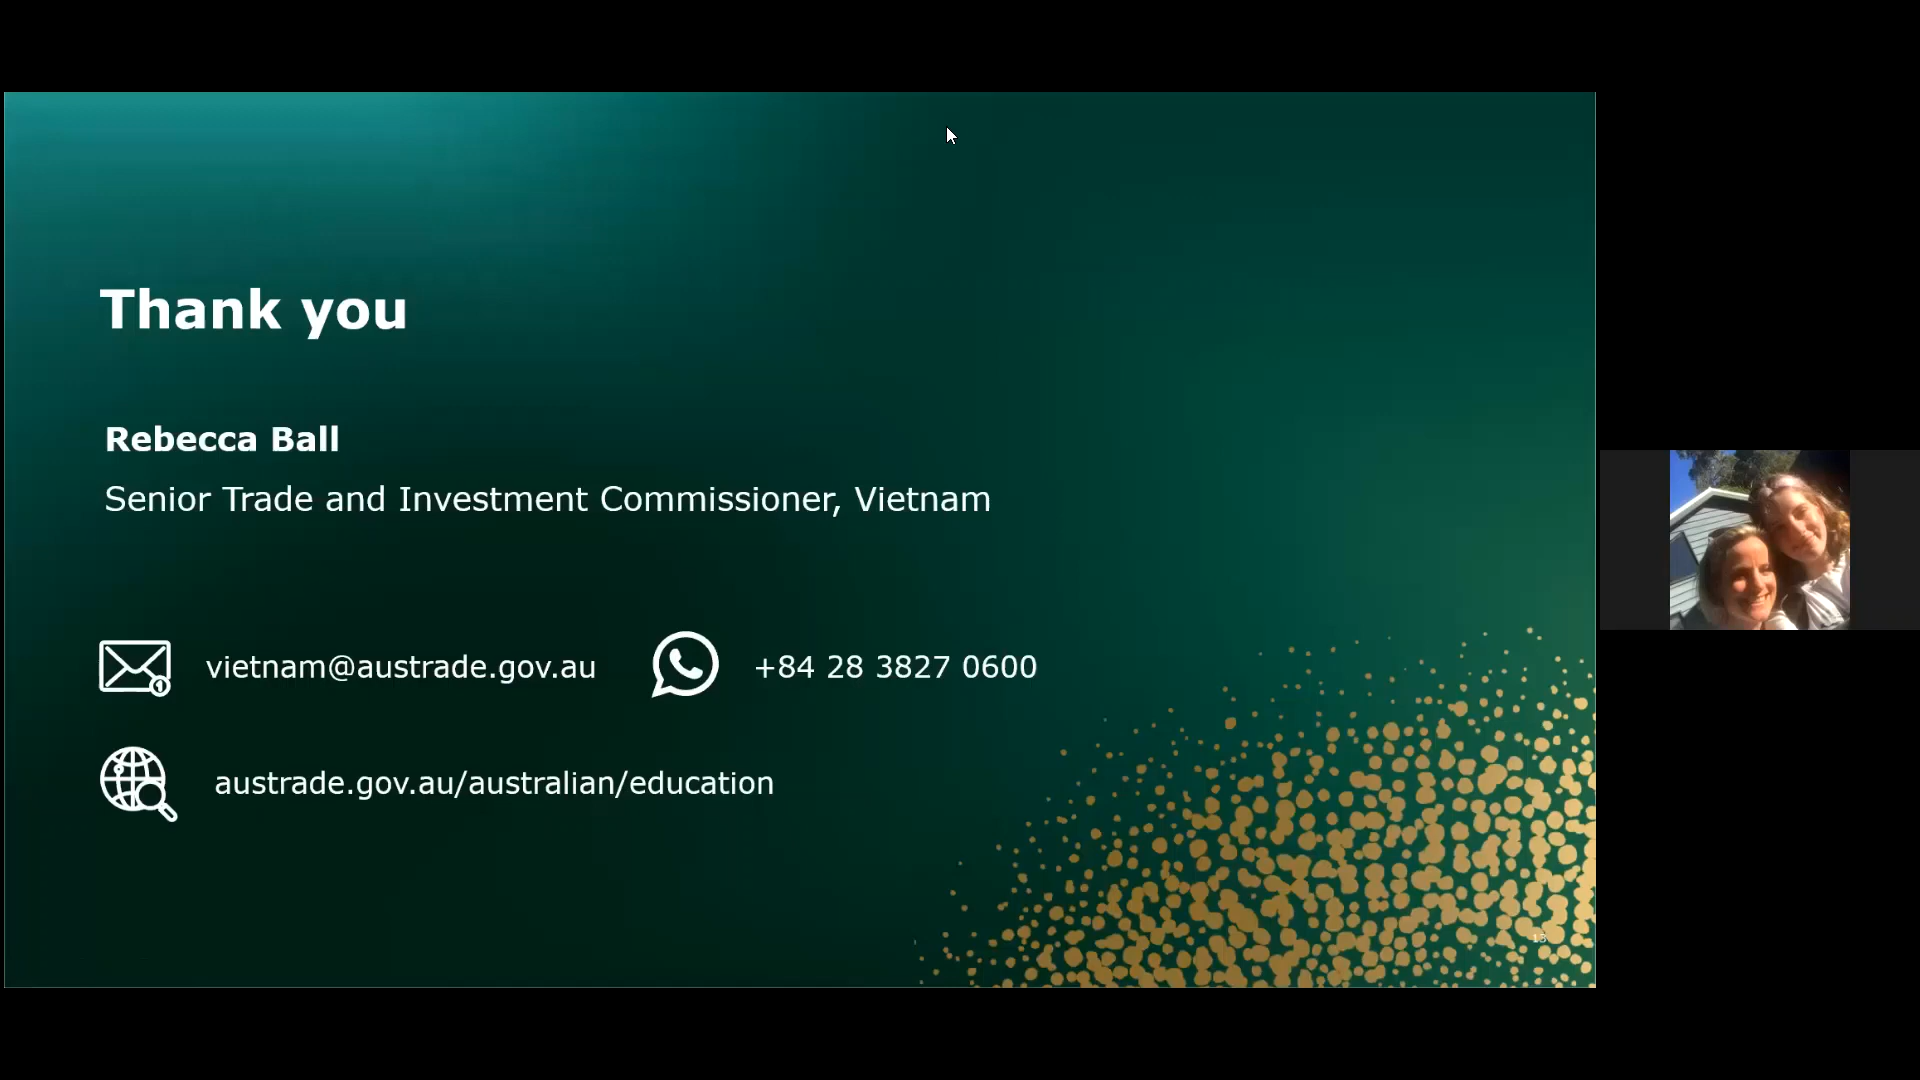 Thank you
Rebecca Ball
Senior Trade and Investment Commissioner, Vietnam
vietnam@austrade.gov.au
+84 28 3827 0600
austrade.gov.au/australian/education
13